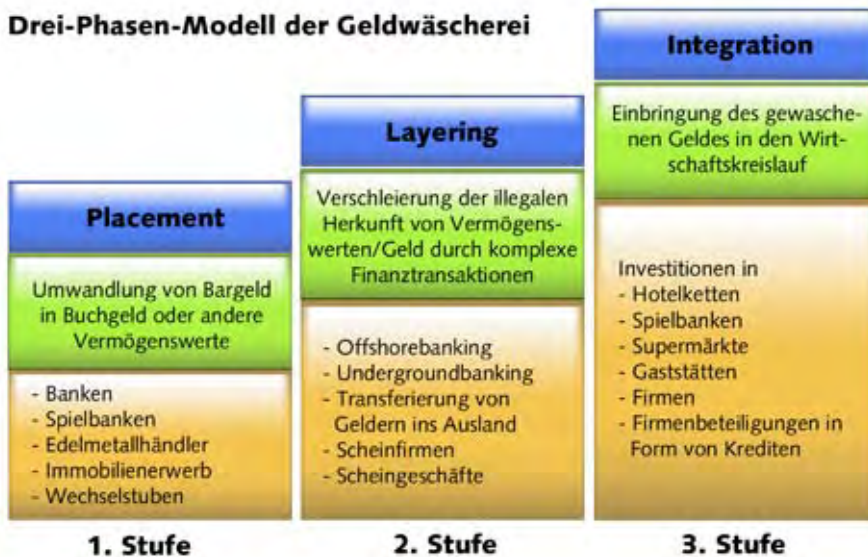 Drei-Phasen-Modell der Geldwäscherei
Placement
Umwandlung von Bargeld
in Buchgeld oder andere
Vermögenswerte
- Banken
- Spielbanken
- Edelmetallhändler
- Immobilienerwerb
- Wechselstuben
1. Stufe
Layering
Verschleierung der illegalen
Herkunft von Vermögens-
werten/Geld durch komplexe
Finanztransaktionen
- Offshorebanking
- Undergroundbanking
- Transferierung von
Geldern ins Ausland
- Scheinfirmen
- Scheingeschäfte
2. Stufe
Integration
Einbringung des gewasche-
nen Geldes in den Wirt-
schaftskreislauf
Investitionen in
- Hotelketten
- Spielbanken
- Supermärkte
- Gaststätten
- Firmen
- Firmenbeteiligungen in
Form von Krediten
3. Stufe